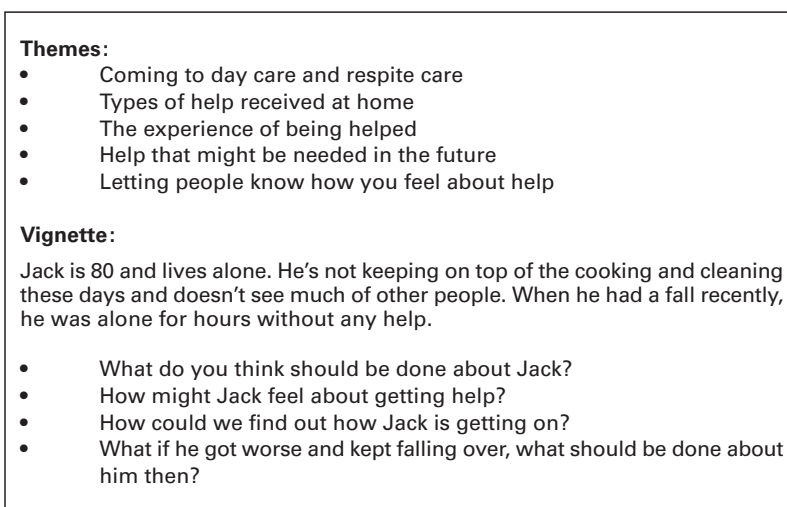 Themes:
• Coming to day care and respite care
• Types of help received at home
• The experience of being helped
• Help that might be needed in the future
• Letting people know how you feel about help
Vignette:
Jack is 80 and lives alone. He’s not keeping on top of the cooking and cleaning
these days and doesn’t see much of other people. When he had a fall recently,
he was alone for hours without any help.
• What do you think should be done about Jack?
• How might Jack feel about getting help?
• How could we find out how Jack is getting on?
• What if he got worse and kept falling over, what should be done about
him then?